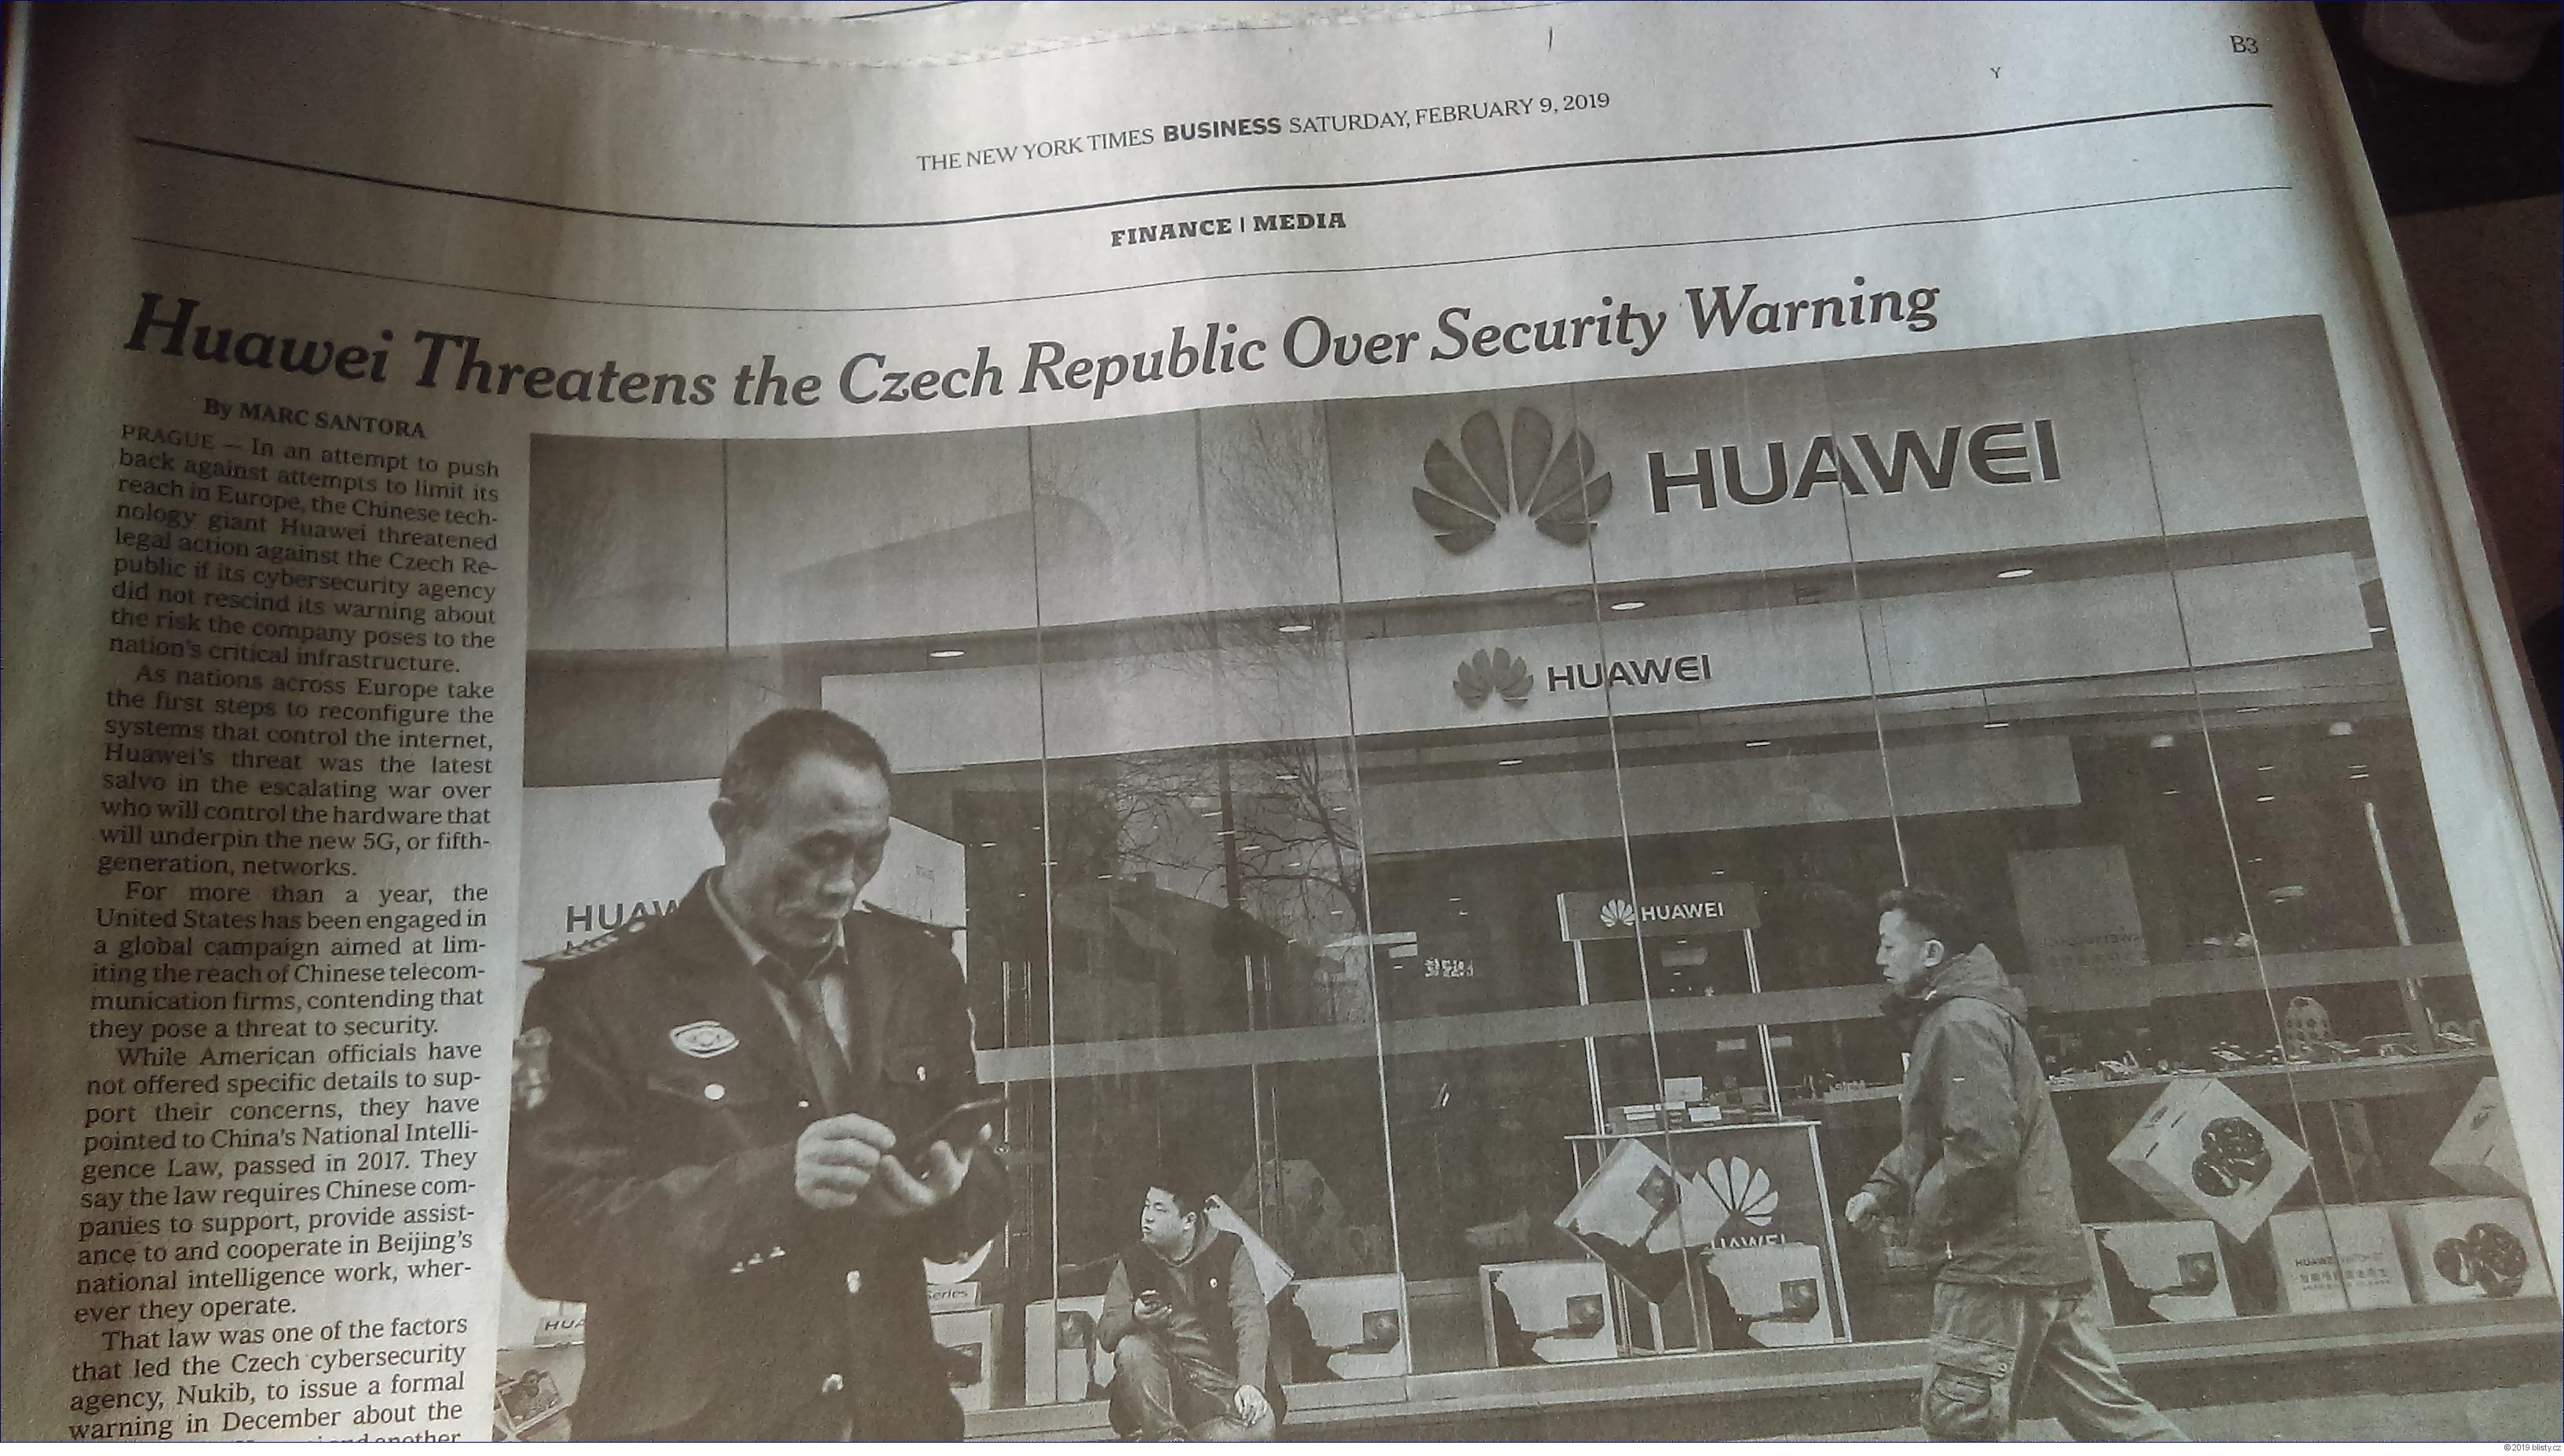 B3
Y
THE NEW YORK TIMES BUSINESS SATURDAY, FEBRUARY 9, 2019
FINANCE | MEDIA
Huawei Threatens the Czech Republic Over Security Warning
By MARC SANTORA
PRAGUE — In an attempt to push
back against attempts to limit its
reach in Europe, the Chinese tech-
nology giant Huawei threatened
legal action against the Czech Re-
public if its cybersecurity agency
did not rescind its warning about
the risk the company poses to the
nation's critical infrastructure.
As nations across Europe take
the first steps to reconfigure the
systems that control the internet,
Huawei's threat was the latest
salvo in the escalating war over
who will control the hardware that
will underpin the new 5G, or fifth-
generation, networks.
For more than a year, the
United States has been engaged in
a global campaign aimed at lim-
iting the reach of Chinese telecom-
munication firms, contending that
they pose a threat to security.
While American officials have
not offered specific details to sup-
port their concerns, they have
pointed to China's National Intelli-
gence Law, passed in 2017. They
say the law requires Chinese com-
panies to support, provide assist-
ance to and cooperate in Beijing's
national intelligence work, wher-
ever they operate.
That law was one of the factors
that led the Czech cybersecurity
agency, Nukib, to issue a formal
warning in December about the
another
HUAWEI
HUAWEI
HUAW
HUAWEI
UAWEI
Series
HUA
HUAWEI
© 2019 blisty.cz